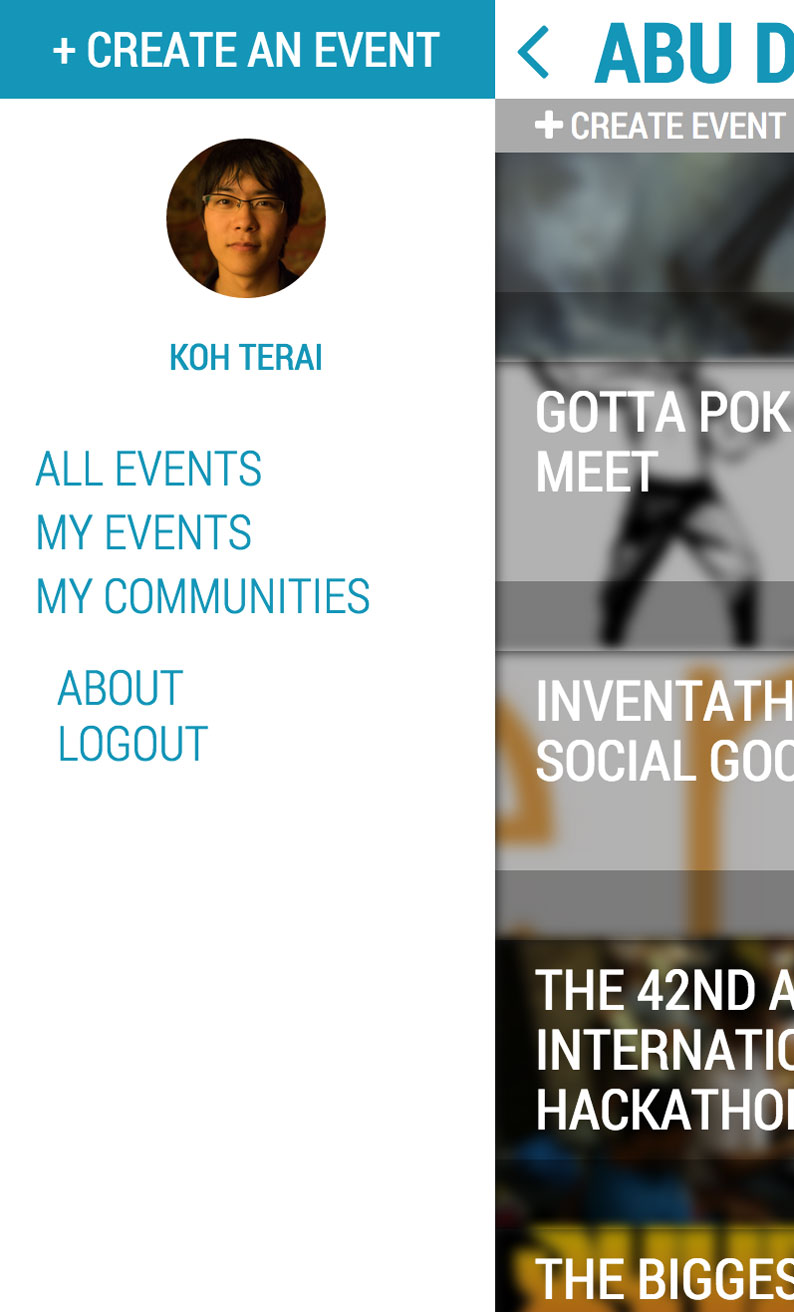 + CREATE AN EVENT
KOH TERAI
ALL EVENTS
MY EVENTS
MY COMMUNITIES
ABOUT
LOGOUT
ABU D
+ CREATE EVENT
GOTTA POK
MEET
INVENTATH
SOCIAL GOO
THE 42ND A
INTERNATIO
HACKATHON
THE BIGGES